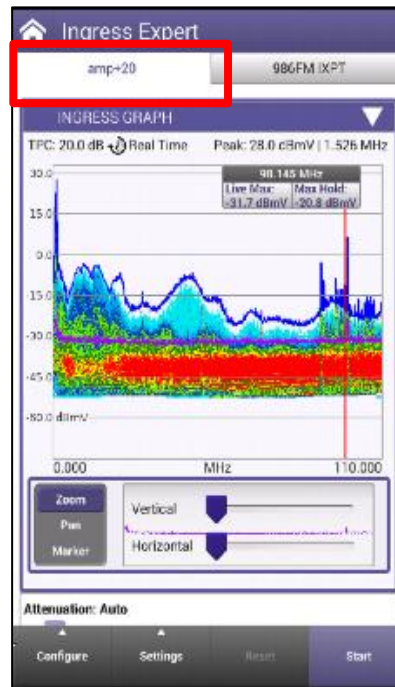 Ingress Expert
amp+20
986FM IXPT
INGRESS GRAPH
TPC: 20.0 dB Real Time Peak: 28.0 dBmV | 1.526 MHz
98.145 MHz
Live Max: Max Hold:
-31.7 dBmV -20.8 dBmV
30.0
15.0
0.0
-15.0
-30.0
-45.0
-60.0 dBmV
0.000 MHz 110.000
Zoom
Pan
Marker
Vertical
Horizontal
Attenuation: Auto
Configure Settings Reset Start